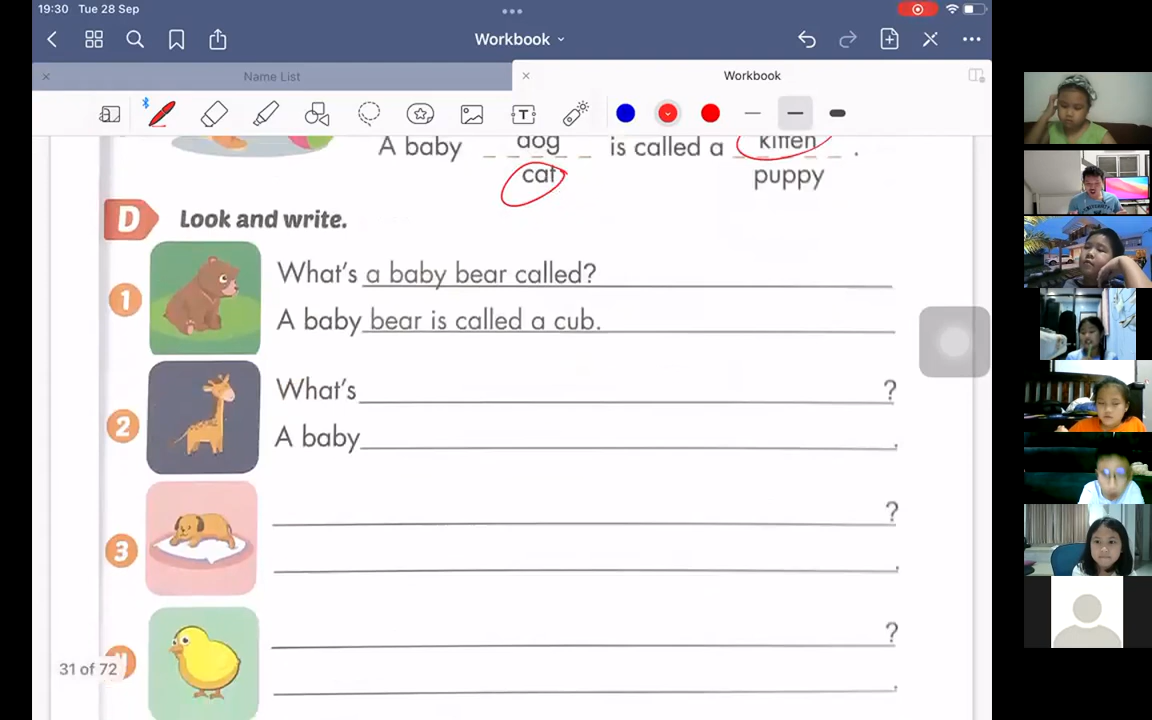 19:30 Tue 28 Sep
Workbook
Name List
Workbook
T
A baby dog is called a kitten.
cat
puppy
D Look and write.
1
What's a baby bear called?
A baby bear is called a cub.
2
What's ?
A baby .
3
?
.
?
.
31 of 72